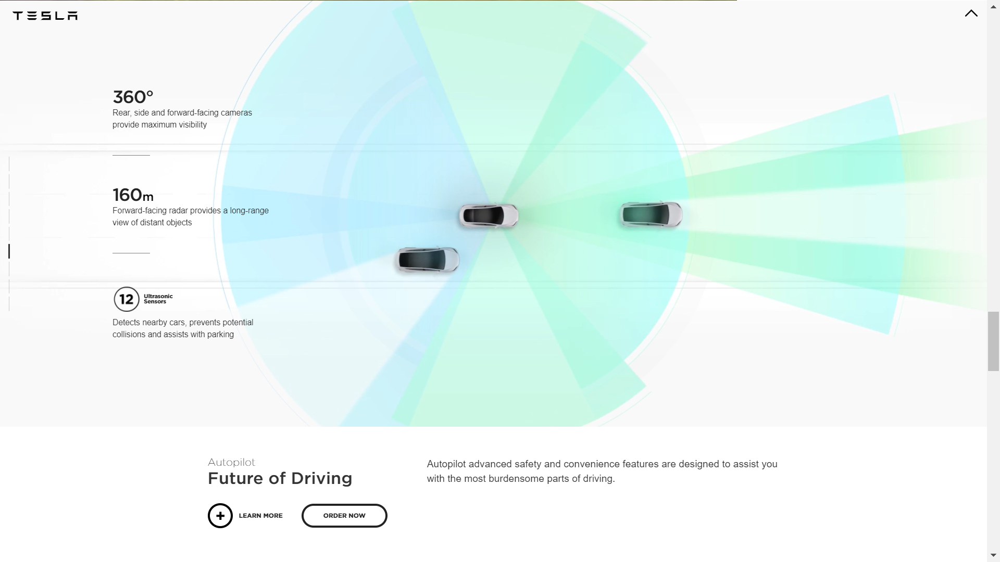 TESLA
360°
Rear, side and forward-facing cameras
provide maximum visibility
160m
Forward-facing radar provides a long-range
view of distant objects
12 Ultrasonic
Sensors
Detects nearby cars, prevents potential
collisions and assists with parking
Autopilot
Future of Driving
LEARN MORE
ORDER NOW
Autopilot advanced safety and convenience features are designed to assist you
with the most burdensome parts of driving.